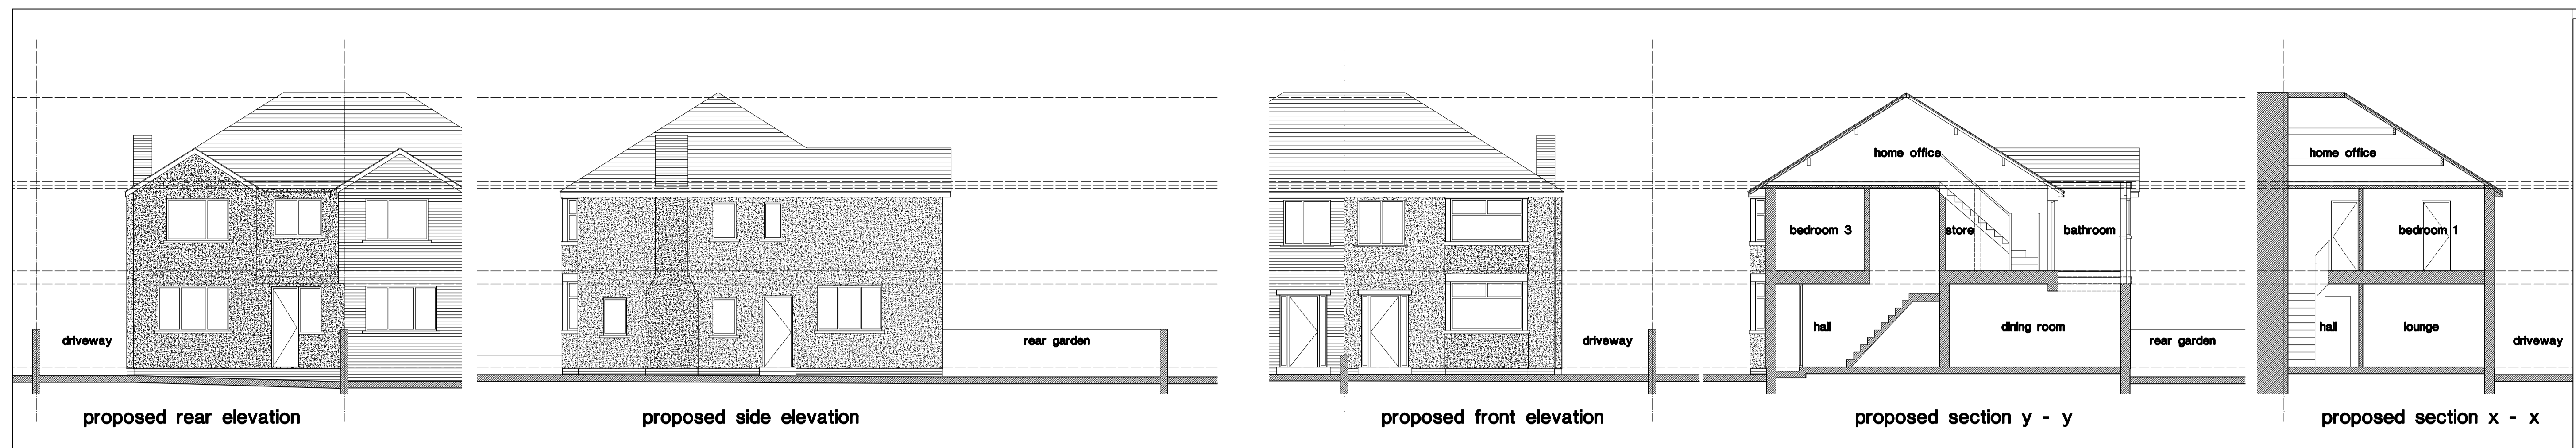 driveway
proposed rear elevation
rear garden
proposed side elevation
driveway
proposed front elevation
home office
bedroom 3
store
bathroom
hall
dining room
rear garden
proposed section y - y
home office
bedroom 1
hall
lounge
driveway
proposed section x - x